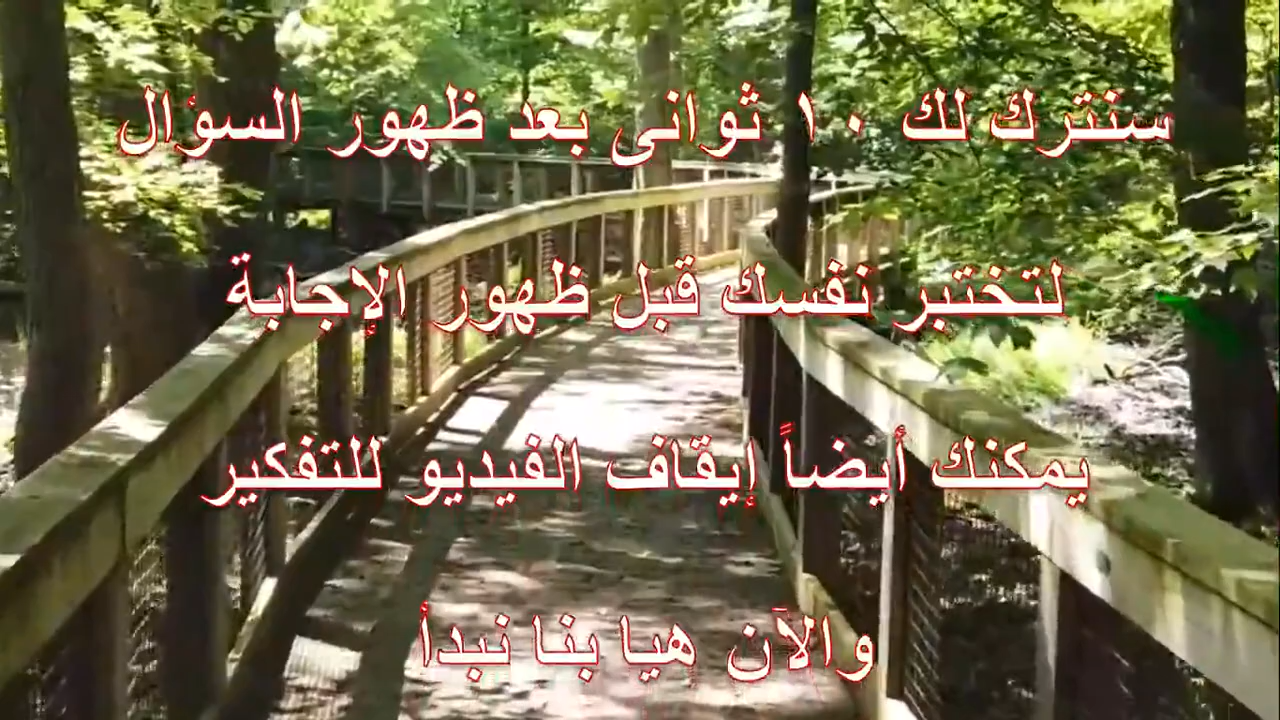 سنترك لك ١٠ ثوانى بعد ظهور السؤال
لتختبر نفسك قبل ظهور الإجابة
يمكنك أيضاً إيقاف الفيديو للتفكير
والآن هيا بنا نبدأ